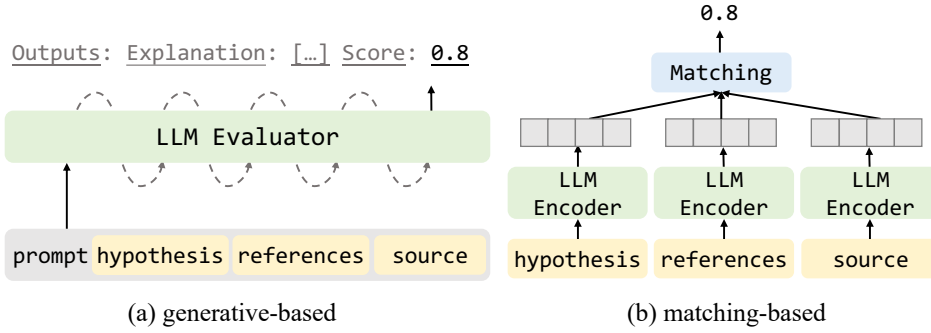 Outputs: Explanation: […] Score: 0.8
LLM Evaluator
prompt hypothesis references source
(a) generative-based
0.8
Matching
LLM Encoder LLM Encoder LLM Encoder
hypothesis references source
(b) matching-based